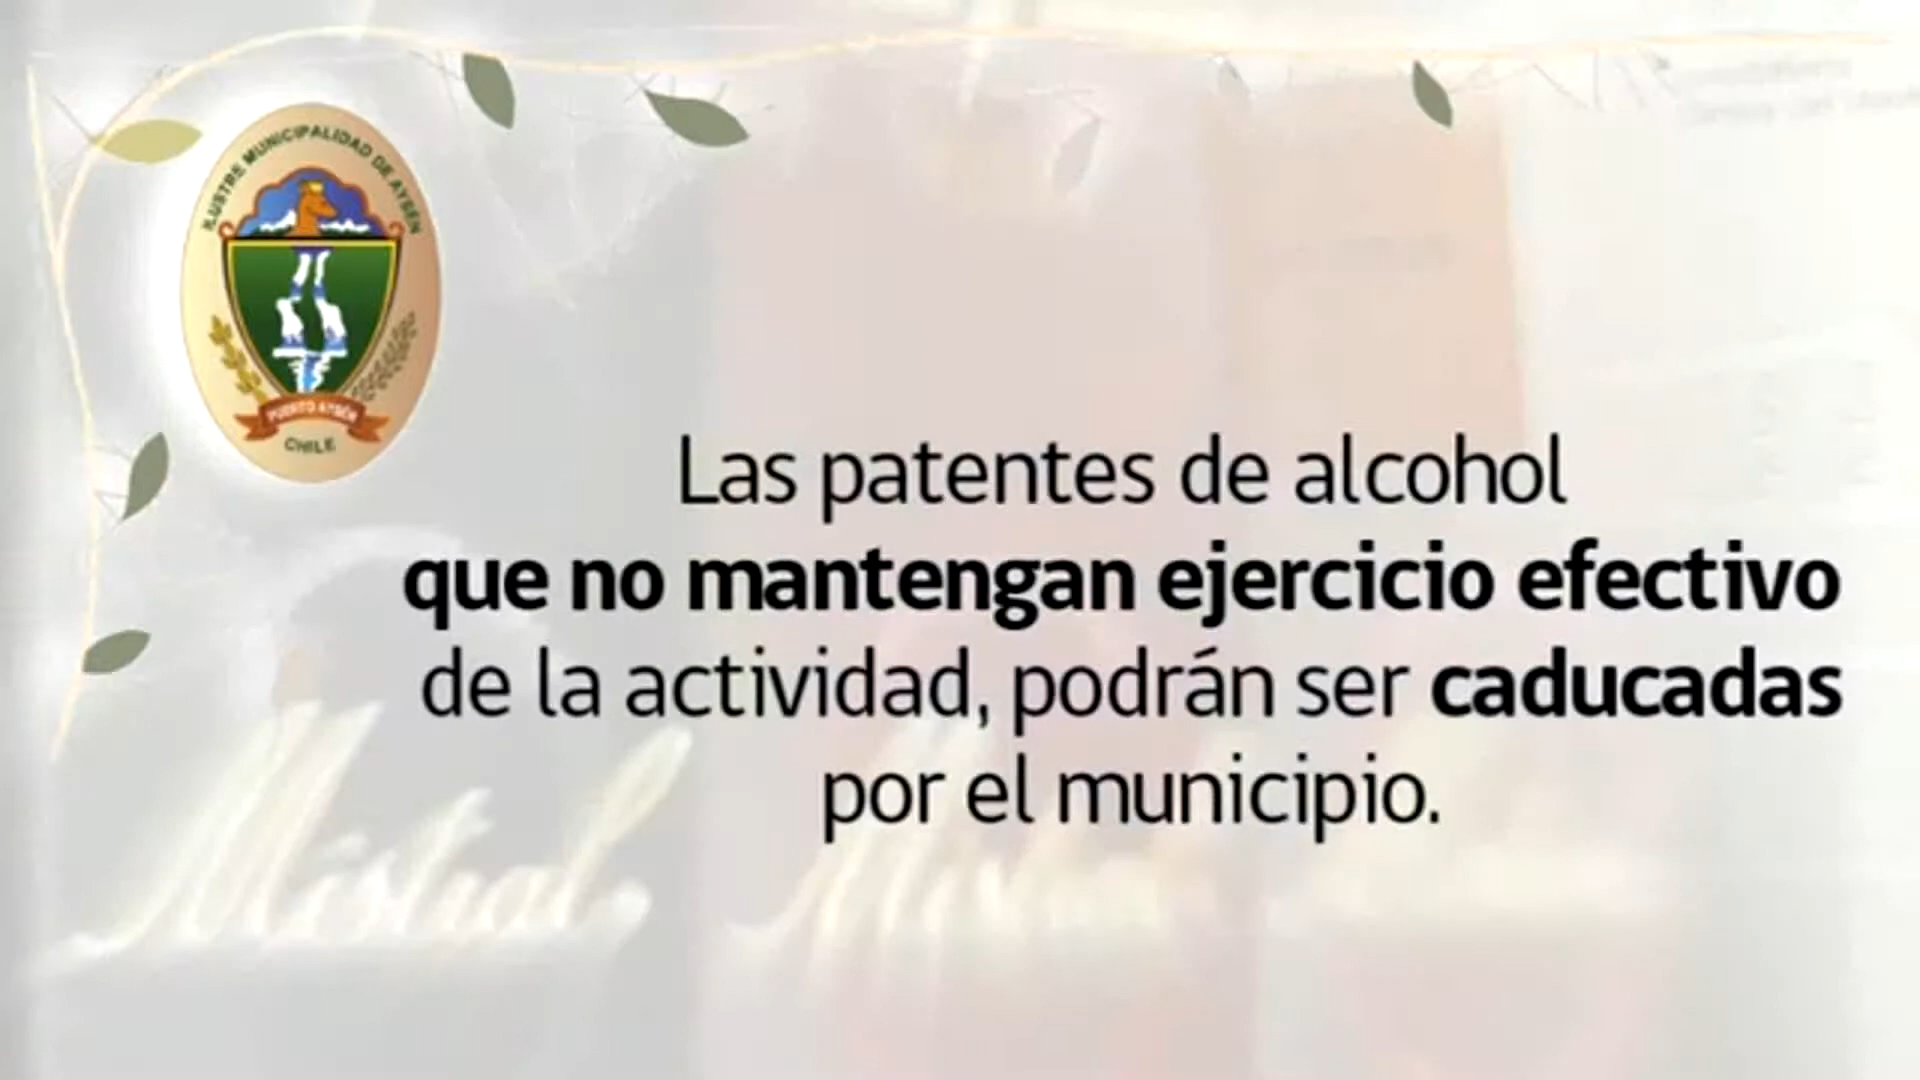 ILUSTRE MUNICIPALIDAD DE AYSÉN
PUERTO AYSÉN
CHILE
Las patentes de alcohol
que no mantengan ejercicio efectivo
de la actividad, podrán ser caducadas
por el municipio.
Mistral